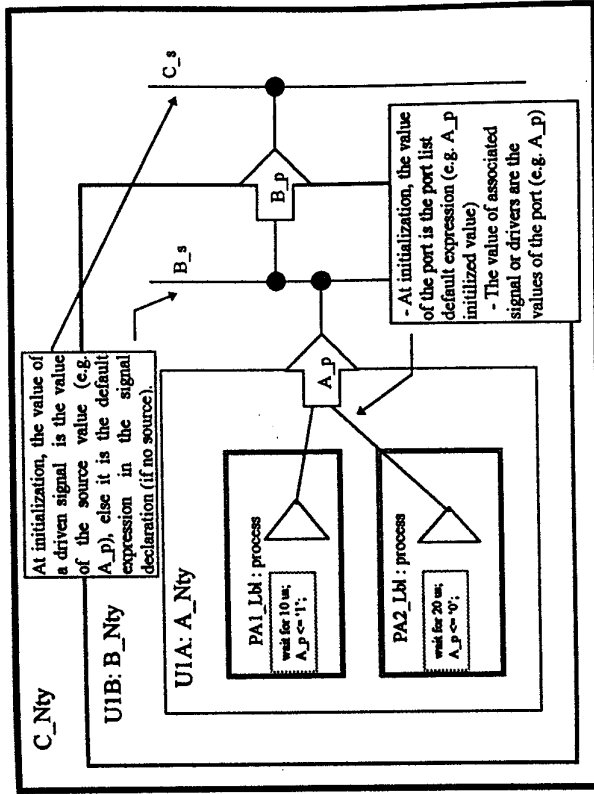 C_Nty
At initialization, the value of
a driven signal is the value
of the source value (e.g.
A_p), else it is the default
expression in the signal
declaration (if no source).
U1B: B_Nty
U1A: A_Nty
PA1_Lbl : process
wait for 10 us;
A_p <= '1';
PA2_Lbl : process
wait for 20 us;
A_p <= '0';
A_p
B_s
B_p
C_s
- At initialization, the value
of the port is the port list
default expression (e.g. A_p
initilized value)
- The value of associated
signal or drivers are the
values of the port (e.g. A_p)